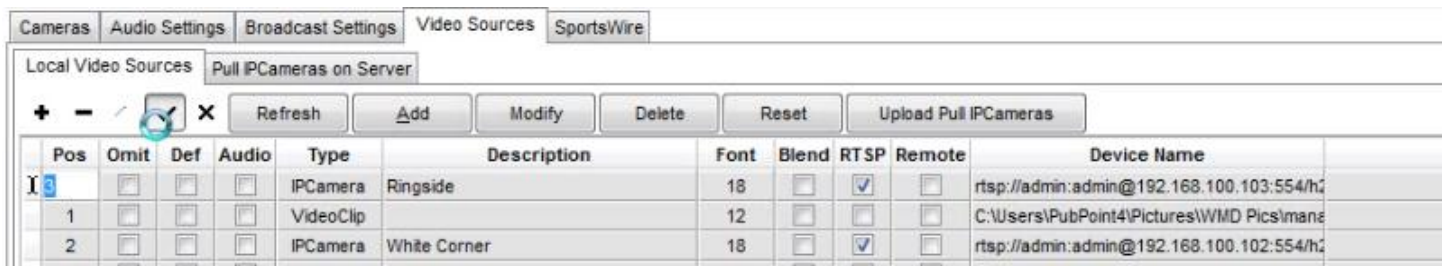 Cameras Audio Settings Broadcast Settings Video Sources SportsWire
Local Video Sources Pull IPCameras on Server
Refresh Add Modify Delete Reset Upload Pull IPCameras
Pos Omit Def Audio Type Description Font Blend RTSP Remote Device Name
3 IPCamera Ringside 18 rtsp://admin:admin@192.168.100.103:554/h2
1 VideoClip 12 C:\Users\PubPoint4\Pictures\WMD Pics\mana
2 IPCamera White Corner 18 rtsp://admin:admin@192.168.100.102:554/h2